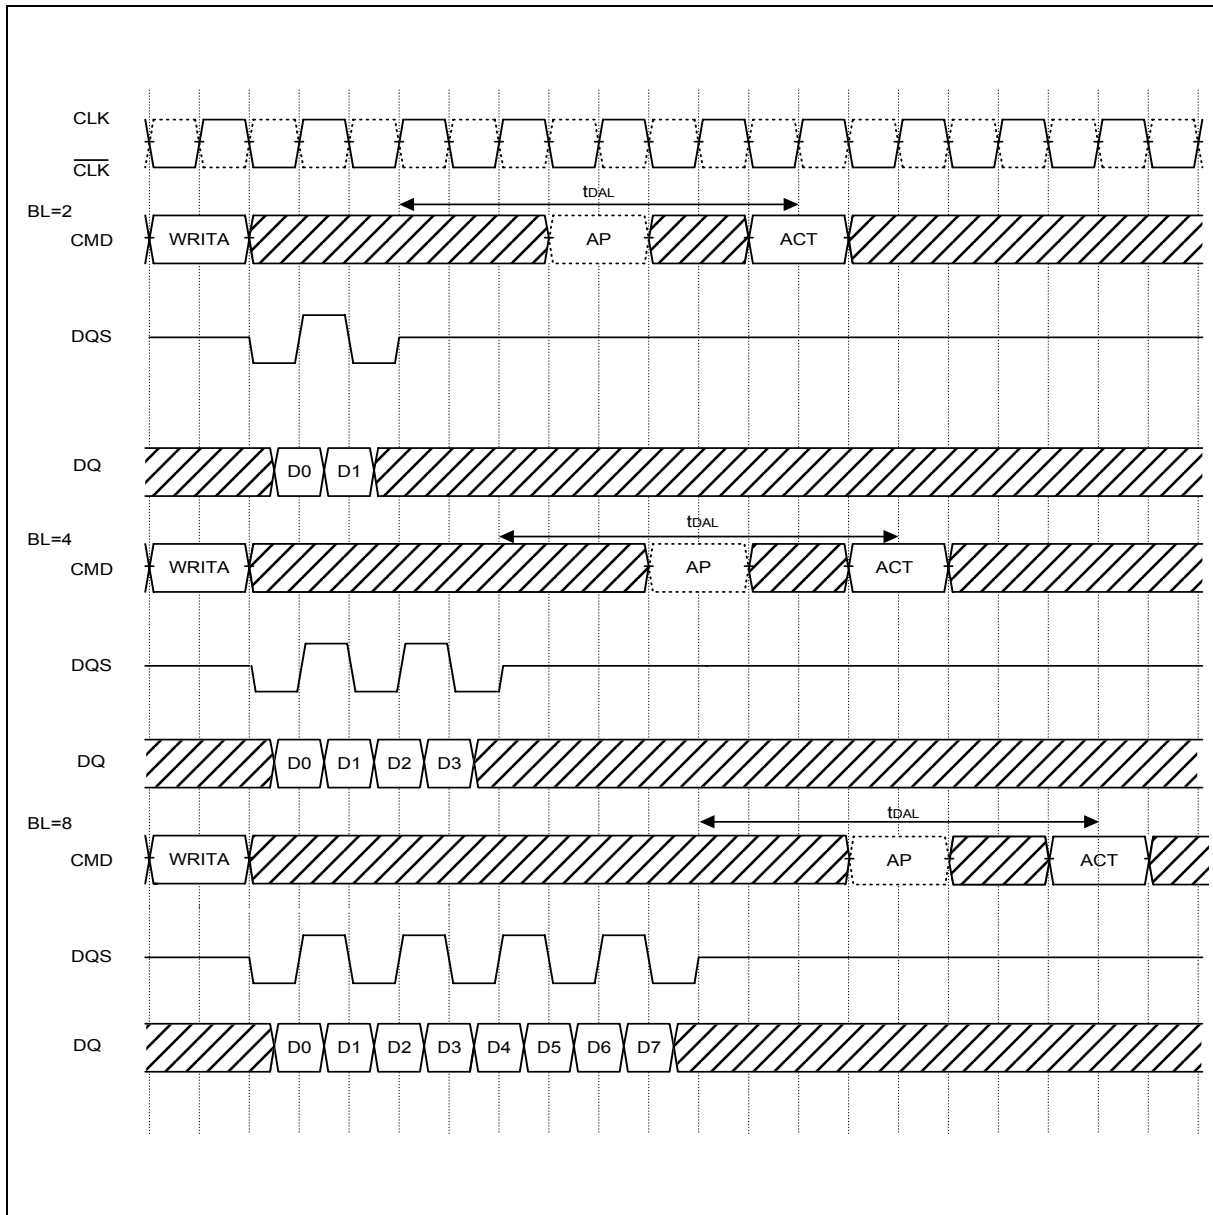 CLK
CLK
tDAL
BL=2
CMD WRITA AP ACT
DQS
DQ D0 D1
tDAL
BL=4
CMD WRITA AP ACT
DQS
DQ D0 D1 D2 D3
tDAL
BL=8
CMD WRITA AP ACT
DQS
DQ D0 D1 D2 D3 D4 D5 D6 D7